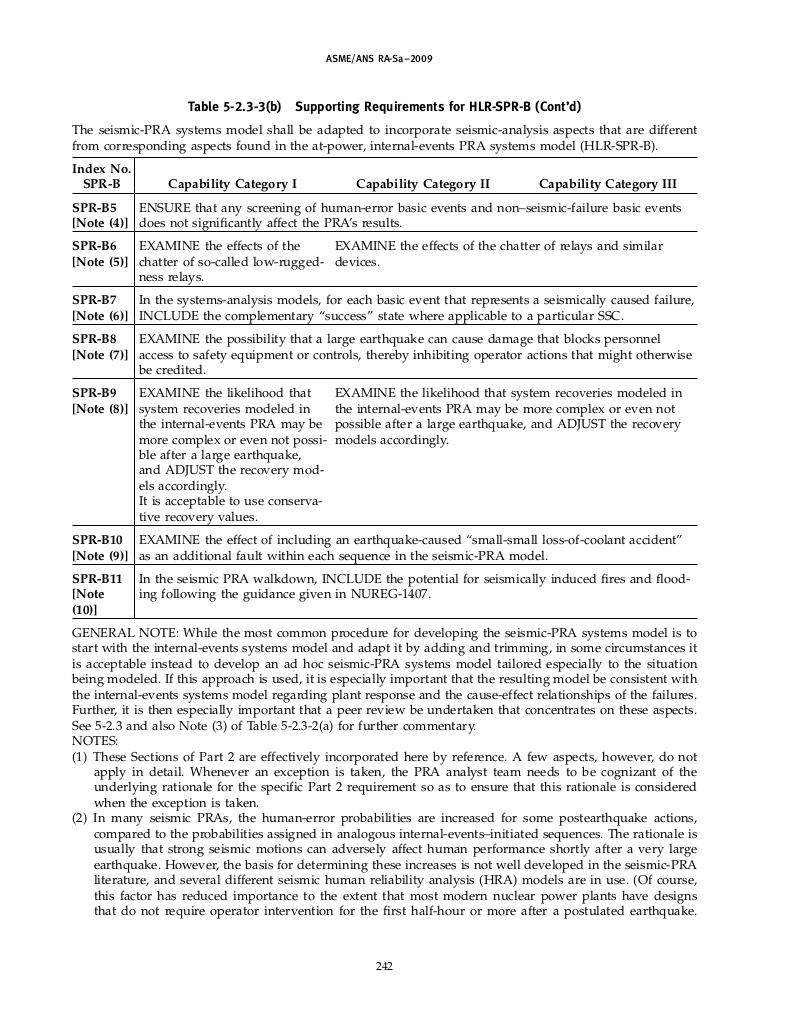 ASME/ANS RA-Sa–2009
Table 5-2.3-3(b) Supporting Requirements for HLR-SPR-B (Cont'd)
The seismic-PRA systems model shall be adapted to incorporate seismic-analysis aspects that are different
from corresponding aspects found in the at-power, internal-events PRA systems model (HLR-SPR-B).
Index No.
SPR-B Capability Category I Capability Category II Capability Category III
SPR-B5 ENSURE that any screening of human-error basic events and non–seismic-failure basic events
[Note (4)] does not significantly affect the PRA's results.
SPR-B6 EXAMINE the effects of the EXAMINE the effects of the chatter of relays and similar
[Note (5)] chatter of so-called low-rugged- devices.
ness relays.
SPR-B7 In the systems-analysis models, for each basic event that represents a seismically caused failure,
[Note (6)] INCLUDE the complementary “success” state where applicable to a particular SSC.
SPR-B8 EXAMINE the possibility that a large earthquake can cause damage that blocks personnel
[Note (7)] access to safety equipment or controls, thereby inhibiting operator actions that might otherwise
be credited.
SPR-B9 EXAMINE the likelihood that EXAMINE the likelihood that system recoveries modeled in
[Note (8)] system recoveries modeled in the internal-events PRA may be more complex or even not
the internal-events PRA may be possible after a large earthquake, and ADJUST the recovery
more complex or even not possi- models accordingly.
ble after a large earthquake,
and ADJUST the recovery mod-
els accordingly.
It is acceptable to use conserva-
tive recovery values.
SPR-B10 EXAMINE the effect of including an earthquake-caused “small-small loss-of-coolant accident”
[Note (9)] as an additional fault within each sequence in the seismic-PRA model.
SPR-B11 In the seismic PRA walkdown, INCLUDE the potential for seismically induced fires and flood-
[Note ing following the guidance given in NUREG-1407.
(10)]
GENERAL NOTE: While the most common procedure for developing the seismic-PRA systems model is to
start with the internal-events systems model and adapt it by adding and trimming, in some circumstances it
is acceptable instead to develop an ad hoc seismic-PRA systems model tailored especially to the situation
being modeled. If this approach is used, it is especially important that the resulting model be consistent with
the internal-events systems model regarding plant response and the cause-effect relationships of the failures.
Further, it is then especially important that a peer review be undertaken that concentrates on these aspects.
See 5-2.3 and also Note (3) of Table 5-2.3-2(a) for further commentary.
NOTES:
(1) These Sections of Part 2 are effectively incorporated here by reference. A few aspects, however, do not
apply in detail. Whenever an exception is taken, the PRA analyst team needs to be cognizant of the
underlying rationale for the specific Part 2 requirement so as to ensure that this rationale is considered
when the exception is taken.
(2) In many seismic PRAs, the human-error probabilities are increased for some postearthquake actions,
compared to the probabilities assigned in analogous internal-events–initiated sequences. The rationale is
usually that strong seismic motions can adversely affect human performance shortly after a very large
earthquake. However, the basis for determining these increases is not well developed in the seismic-PRA
literature, and several different seismic human reliability analysis (HRA) models are in use. (Of course,
this factor has reduced importance to the extent that most modern nuclear power plants have designs
that do not require operator intervention for the first half-hour or more after a postulated earthquake.
242